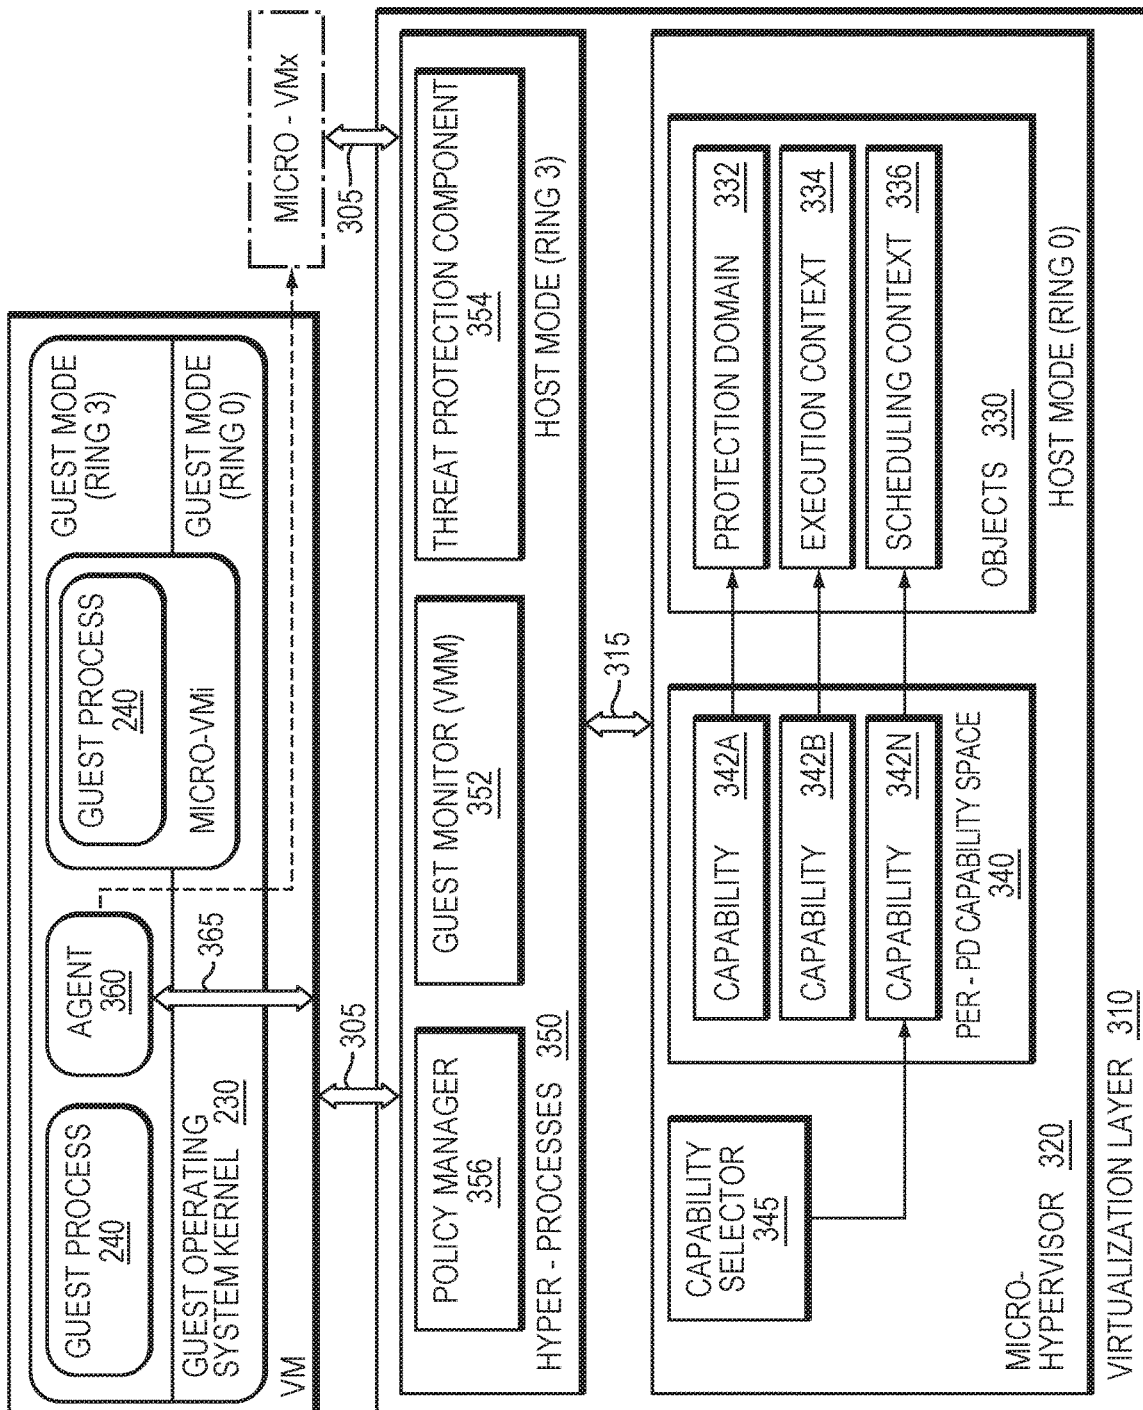 GUEST PROCESS
240
AGENT
360
GUEST PROCESS
240
MICRO-VMi
GUEST MODE
(RING 3)
GUEST MODE
(RING 0)
GUEST OPERATING
SYSTEM KERNEL 230
VM
365
MICRO - VMx
305
305
POLICY MANAGER
356
GUEST MONITOR (VMM)
352
THREAT PROTECTION COMPONENT
354
HYPER - PROCESSES 350
HOST MODE (RING 3)
315
CAPABILITY
SELECTOR
345
CAPABILITY 342A
CAPABILITY 342B
CAPABILITY 342N
PER - PD CAPABILITY SPACE
340
PROTECTION DOMAIN 332
EXECUTION CONTEXT 334
SCHEDULING CONTEXT 336
OBJECTS 330
MICRO-
HYPERVISOR 320
HOST MODE (RING 0)
VIRTUALIZATION LAYER 310